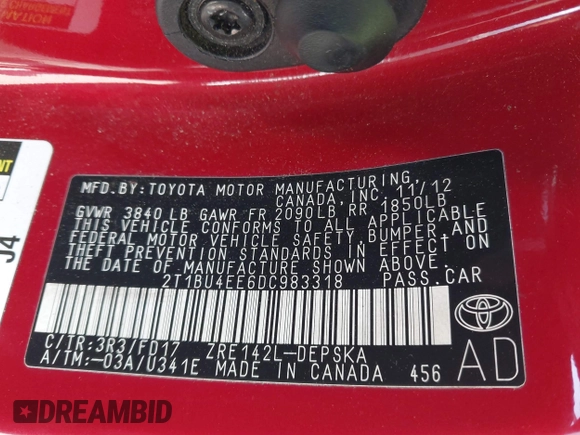 MFD.BY:TOYOTA MOTOR MANUFACTURING,
CANADA, INC. 11/12
GVWR 3840LB GAWR FR 2090LB RR 1850LB
THIS VEHICLE CONFORMS TO ALL APPLICABLE
FEDERAL MOTOR VEHICLE SAFETY,BUMPER,AND
THEFT PREVENTION STANDARDS IN EFFECT ON
THE DATE OF MANUFACTURE SHOWN ABOVE.
2T1BU4EE6DC983318 PASS.CAR
C/TR:3R3/FD17 ZRE142L-DEPSKA
A/TM:-03A/U341E MADE IN CANADA 456
AD
J4
DREAMBID